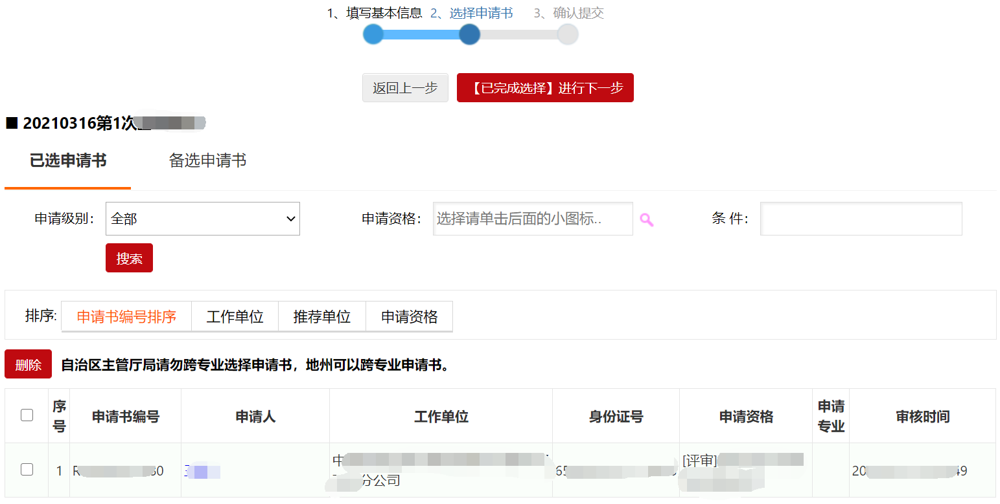 1、填写基本信息 2、选择申请书 3、确认提交
返回上一步 【已完成选择】进行下一步
■ 20210316第1次
已选申请书 备选申请书
申请级别： 全部 申请资格： 选择请单击后面的小图标.. 条 件：
搜索
排序: 申请书编号排序 工作单位 推荐单位 申请资格
删除 自治区主管厅局请勿跨专业选择申请书，地州可以跨专业申请书。
序号 申请书编号 申请人 工作单位 身份证号 申请资格 申请专业 审核时间
1 R 30 王 中 65 [评审] 20 49
分公司